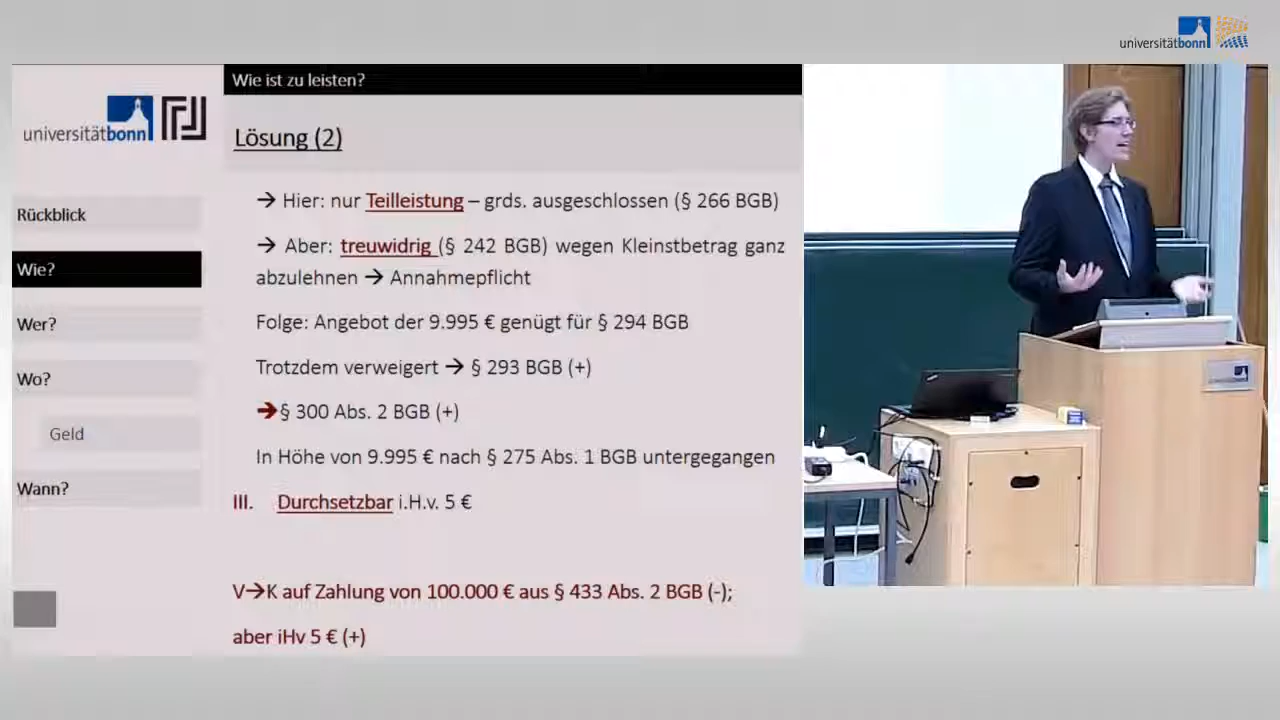 universitätbonn
Wie ist zu leisten?
universitätbonn
Lösung (2)
Rückblick
Wie?
Wer?
Wo?
Geld
Wann?
→ Hier: nur Teilleistung – grds. ausgeschlossen (§ 266 BGB)
→ Aber: treuwidrig (§ 242 BGB) wegen Kleinstbetrag ganz
abzulehnen → Annahmepflicht
Folge: Angebot der 9.995 € genügt für § 294 BGB
Trotzdem verweigert → § 293 BGB (+)
→ § 300 Abs. 2 BGB (+)
In Höhe von 9.995 € nach § 275 Abs. 1 BGB untergegangen
III. Durchsetzbar i.H.v. 5 €
V→K auf Zahlung von 100.000 € aus § 433 Abs. 2 BGB (-);
aber iHv 5 € (+)